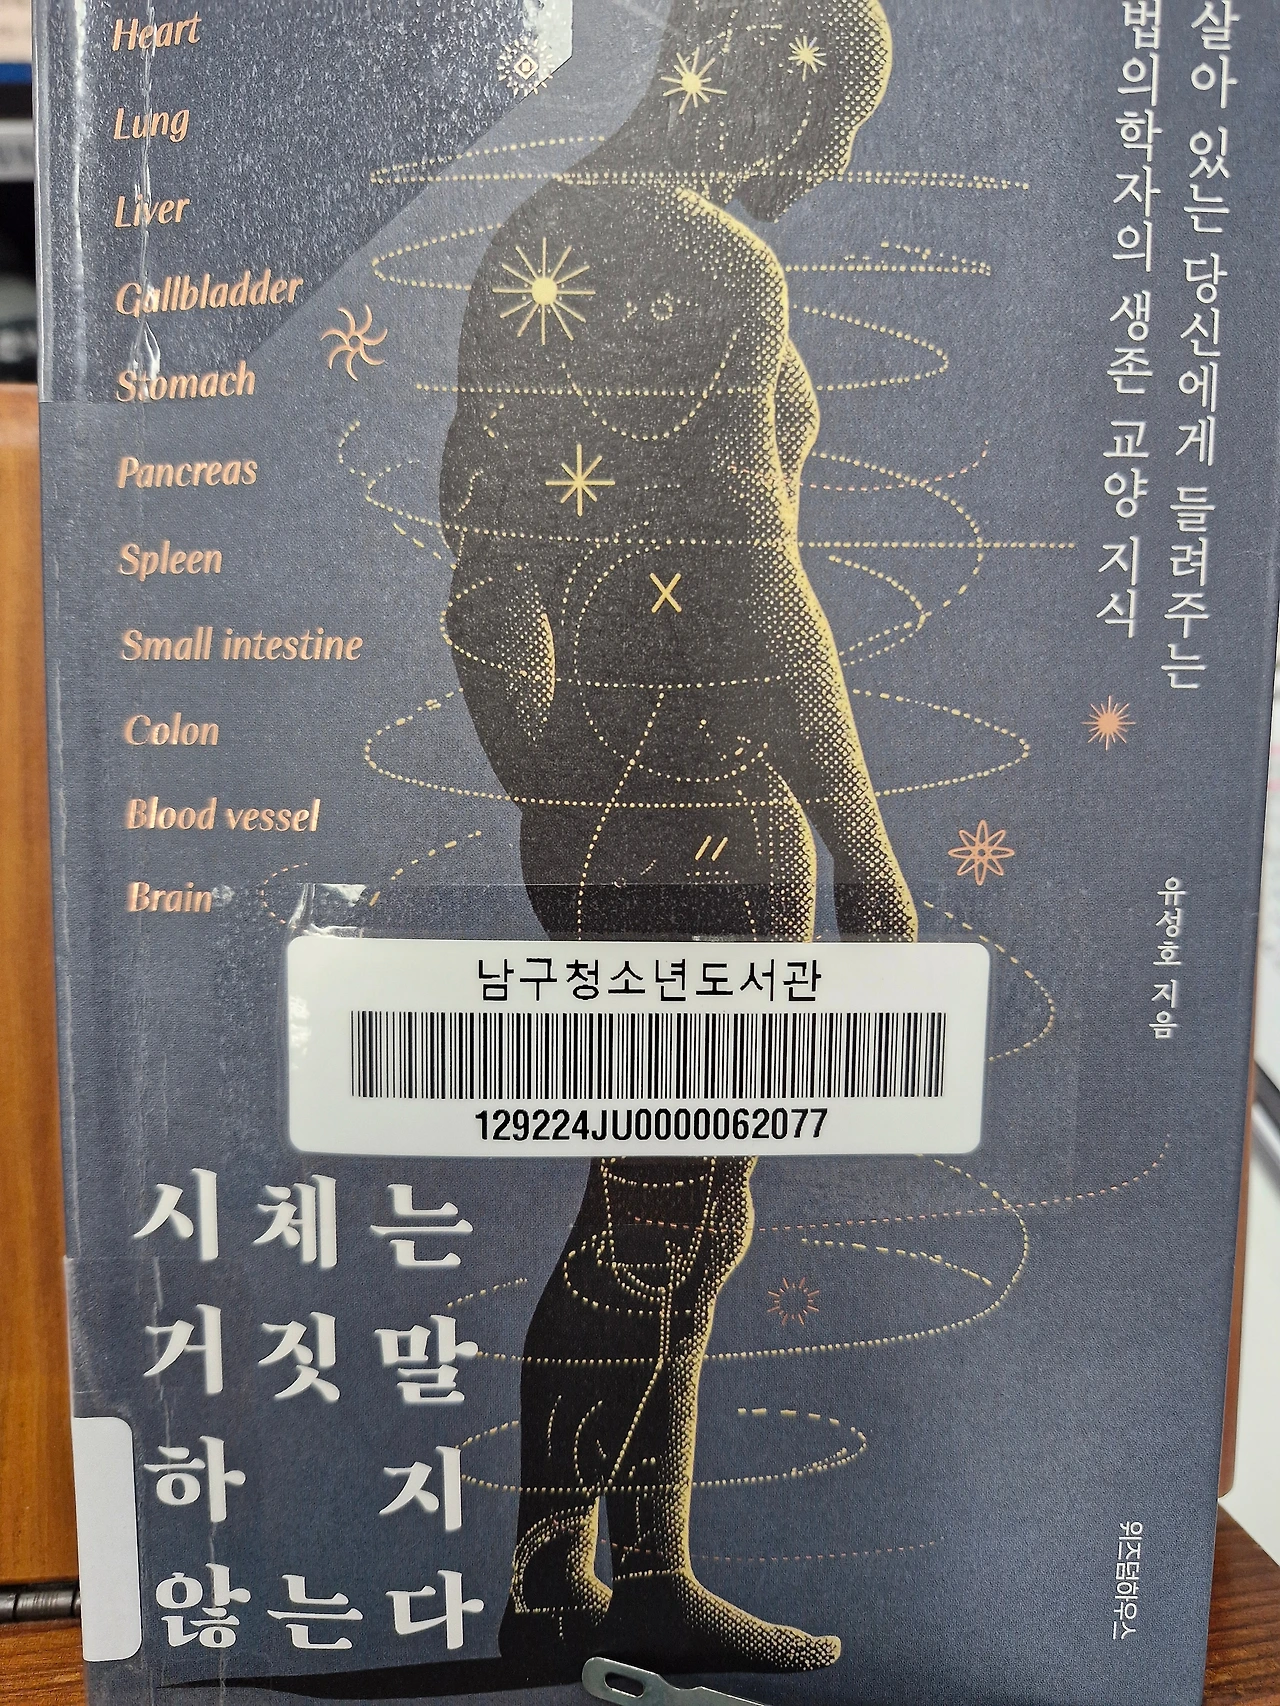 Heart
Lung
Liver
Gallbladder
Stomach
Pancreas
Spleen
Small intestine
Colon
Blood vessel
Brain
살아 있는 당신에게 들려주는
법의학자의 생존 교양 지식
유성호 지음
남구청소년도서관
129224JU0000062077
시체는
거짓말
하지
않는다
위즈덤하우스